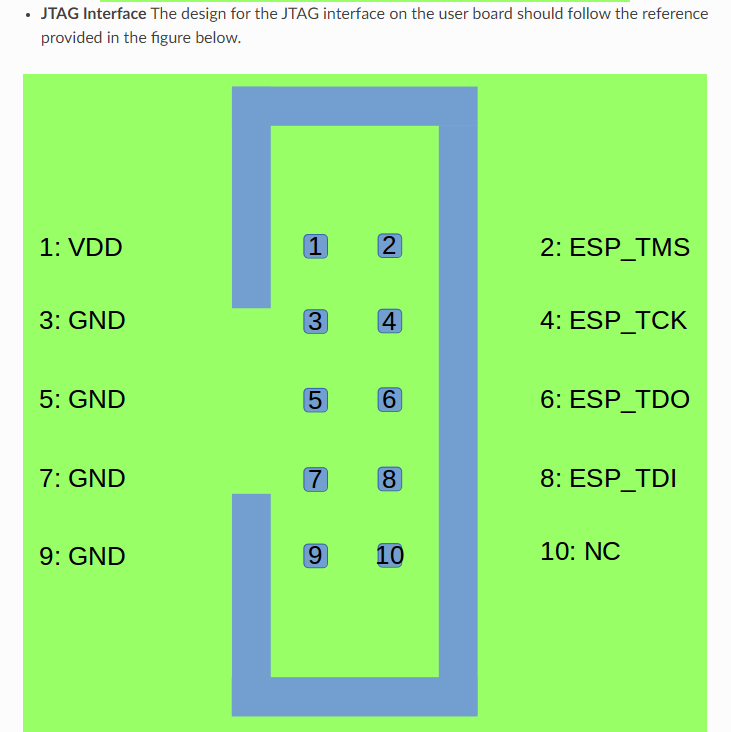 • JTAG Interface The design for the JTAG interface on the user board should follow the reference
provided in the figure below.
1: VDD 1 2 2: ESP_TMS
3: GND 3 4 4: ESP_TCK
5: GND 5 6 6: ESP_TDO
7: GND 7 8 8: ESP_TDI
9: GND 9 10 10: NC